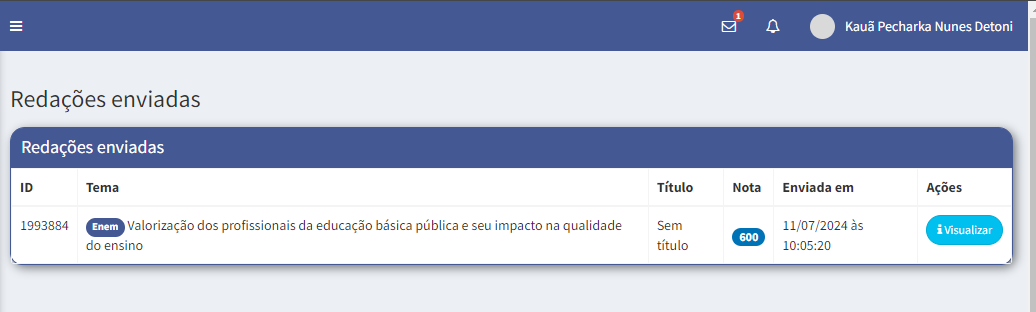 1
Kauã Pecharka Nunes Detoni
Redações enviadas
Redações enviadas
ID Tema Título Nota Enviada em Ações
1993884 Enem Valorização dos profissionais da educação básica pública e seu impacto na qualidade do ensino Sem título 600 11/07/2024 às 10:05:20 Visualizar